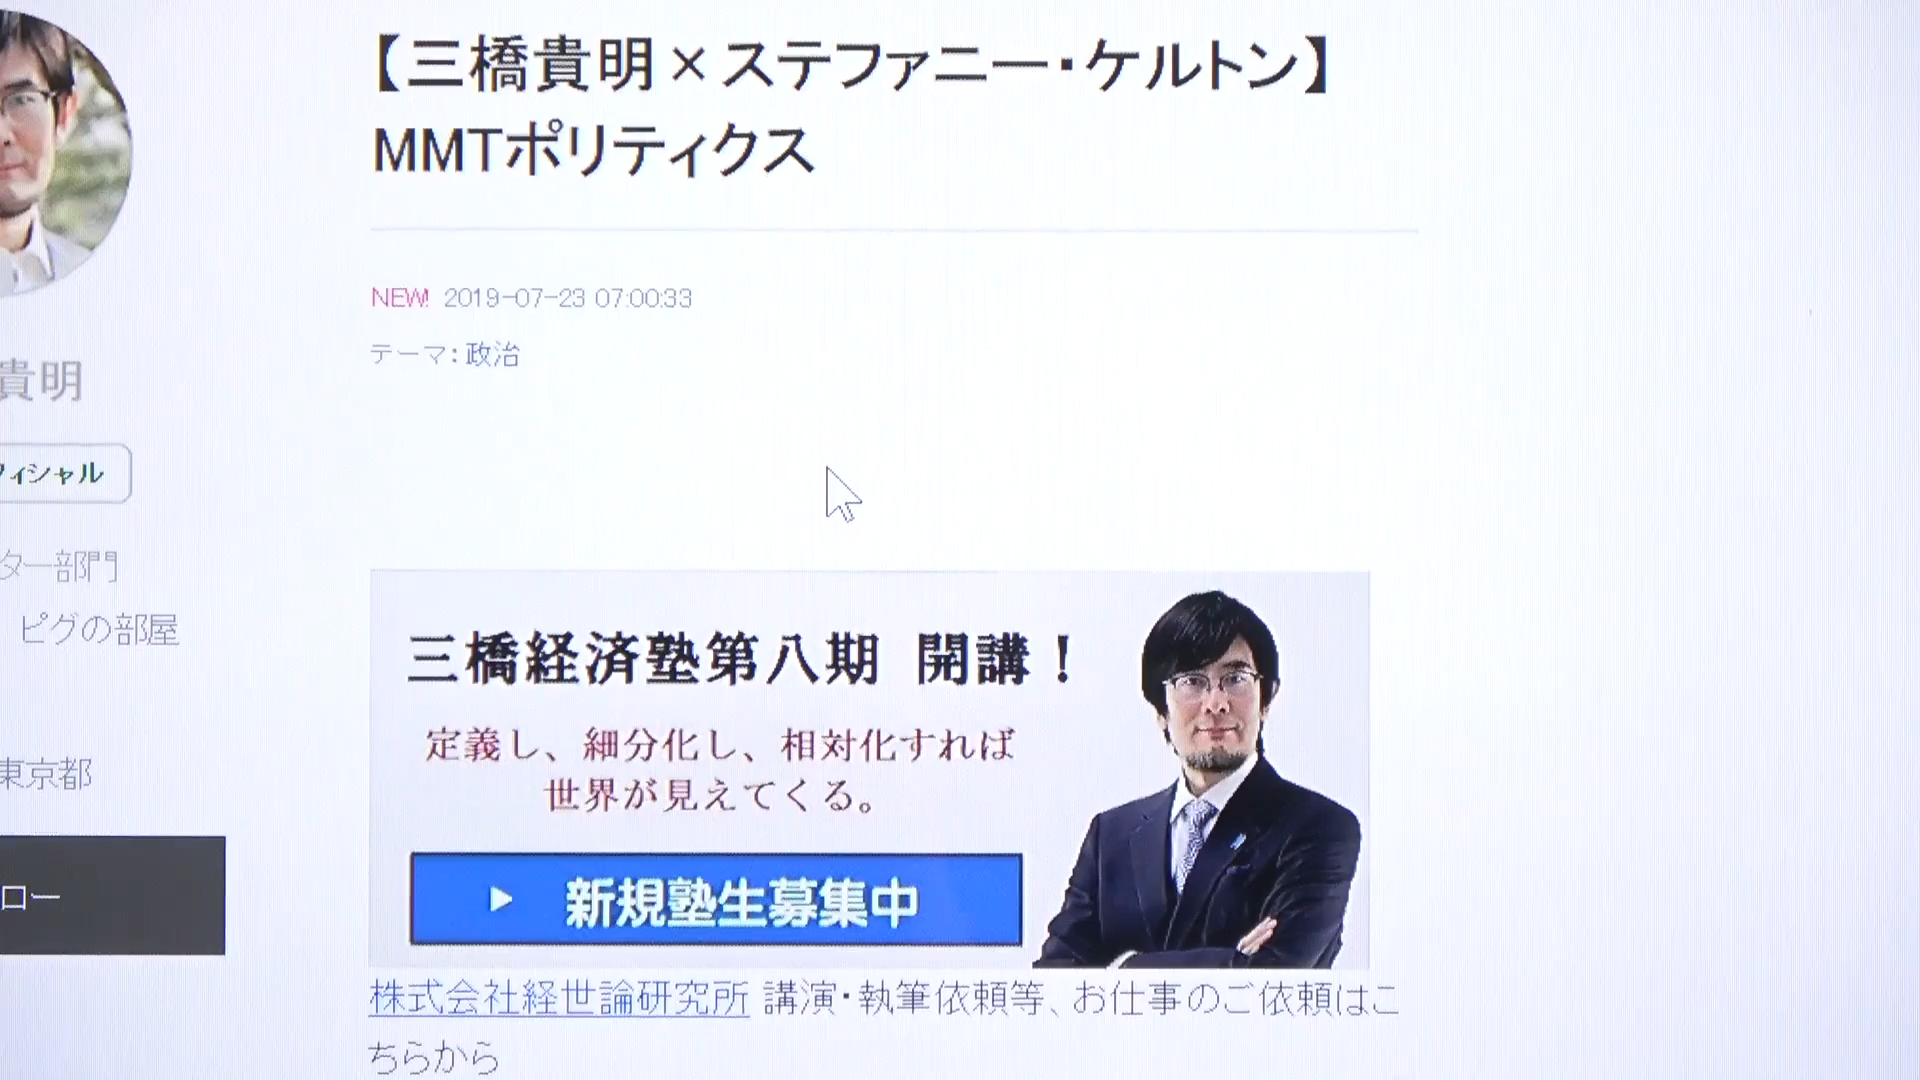 【三橋貴明×ステファニー・ケルトン】
MMTポリティクス
NEW! 2019-07-23 07:00:33
テーマ：政治
貴明
フィシャル
ター部門
ピグの部屋
東京都
ロー
三橋経済塾第八期 開講！
定義し、細分化し、相対化すれば
世界が見えてくる。
▶ 新規塾生募集中
株式会社経世論研究所 講演・執筆依頼等、お仕事のご依頼はこ
ちらから